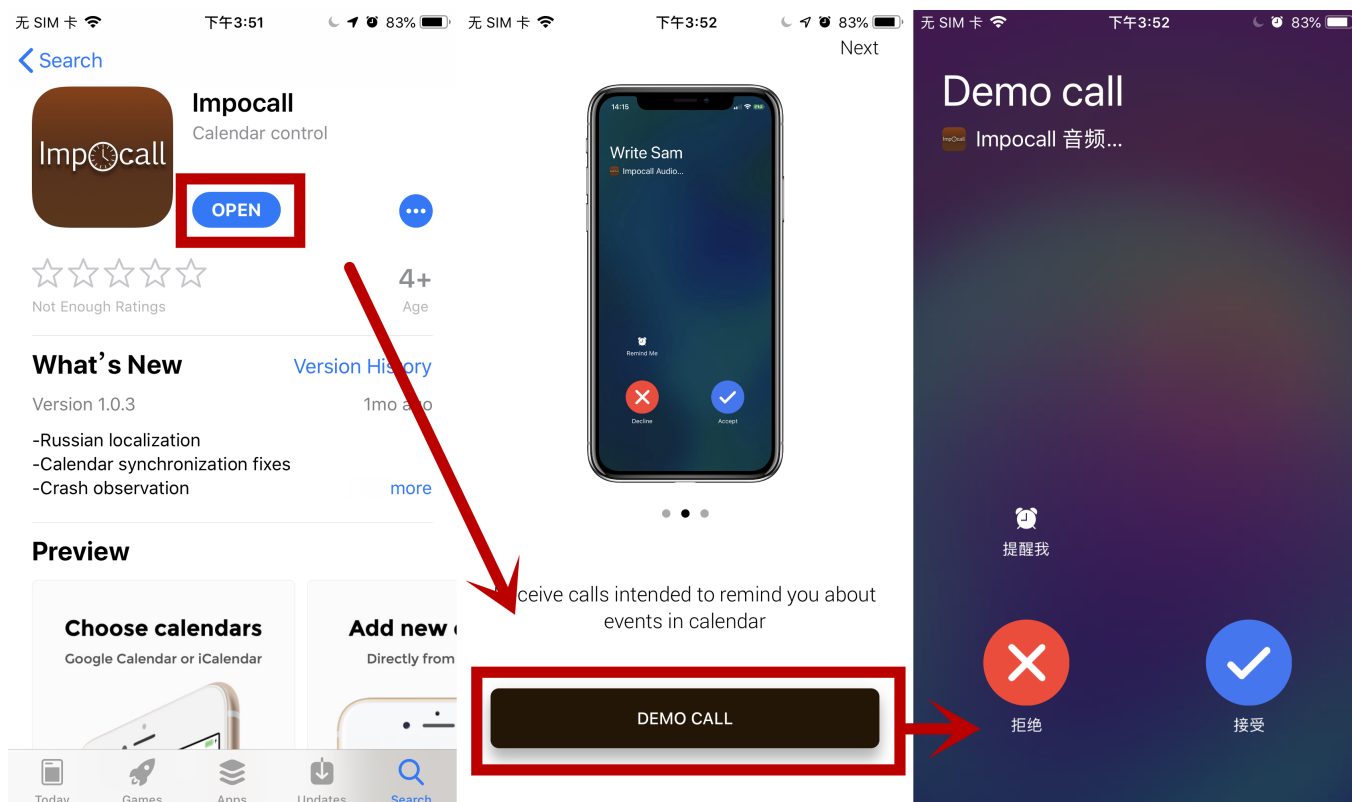 无 SIM 卡
下午3:51
83%
Search
Impocall
Impocall
Calendar control
OPEN
Not Enough Ratings
4+
Age
What's New
Version History
Version 1.0.3
1mo ago
-Russian localization
-Calendar synchronization fixes
-Crash observation
more
Preview
Choose calendars
Google Calendar or iCalendar
Add new
Directly from
Today
Games
Apps
Updates
Search
无 SIM 卡
下午3:52
83%
Next
14:15
Write Sam
Impocall Audio...
Remind Me
Decline
Accept
ceive calls intended to remind you about
events in calendar
DEMO CALL
无 SIM 卡
下午3:52
83%
Demo call
Impocall 音频...
提醒我
拒绝
接受